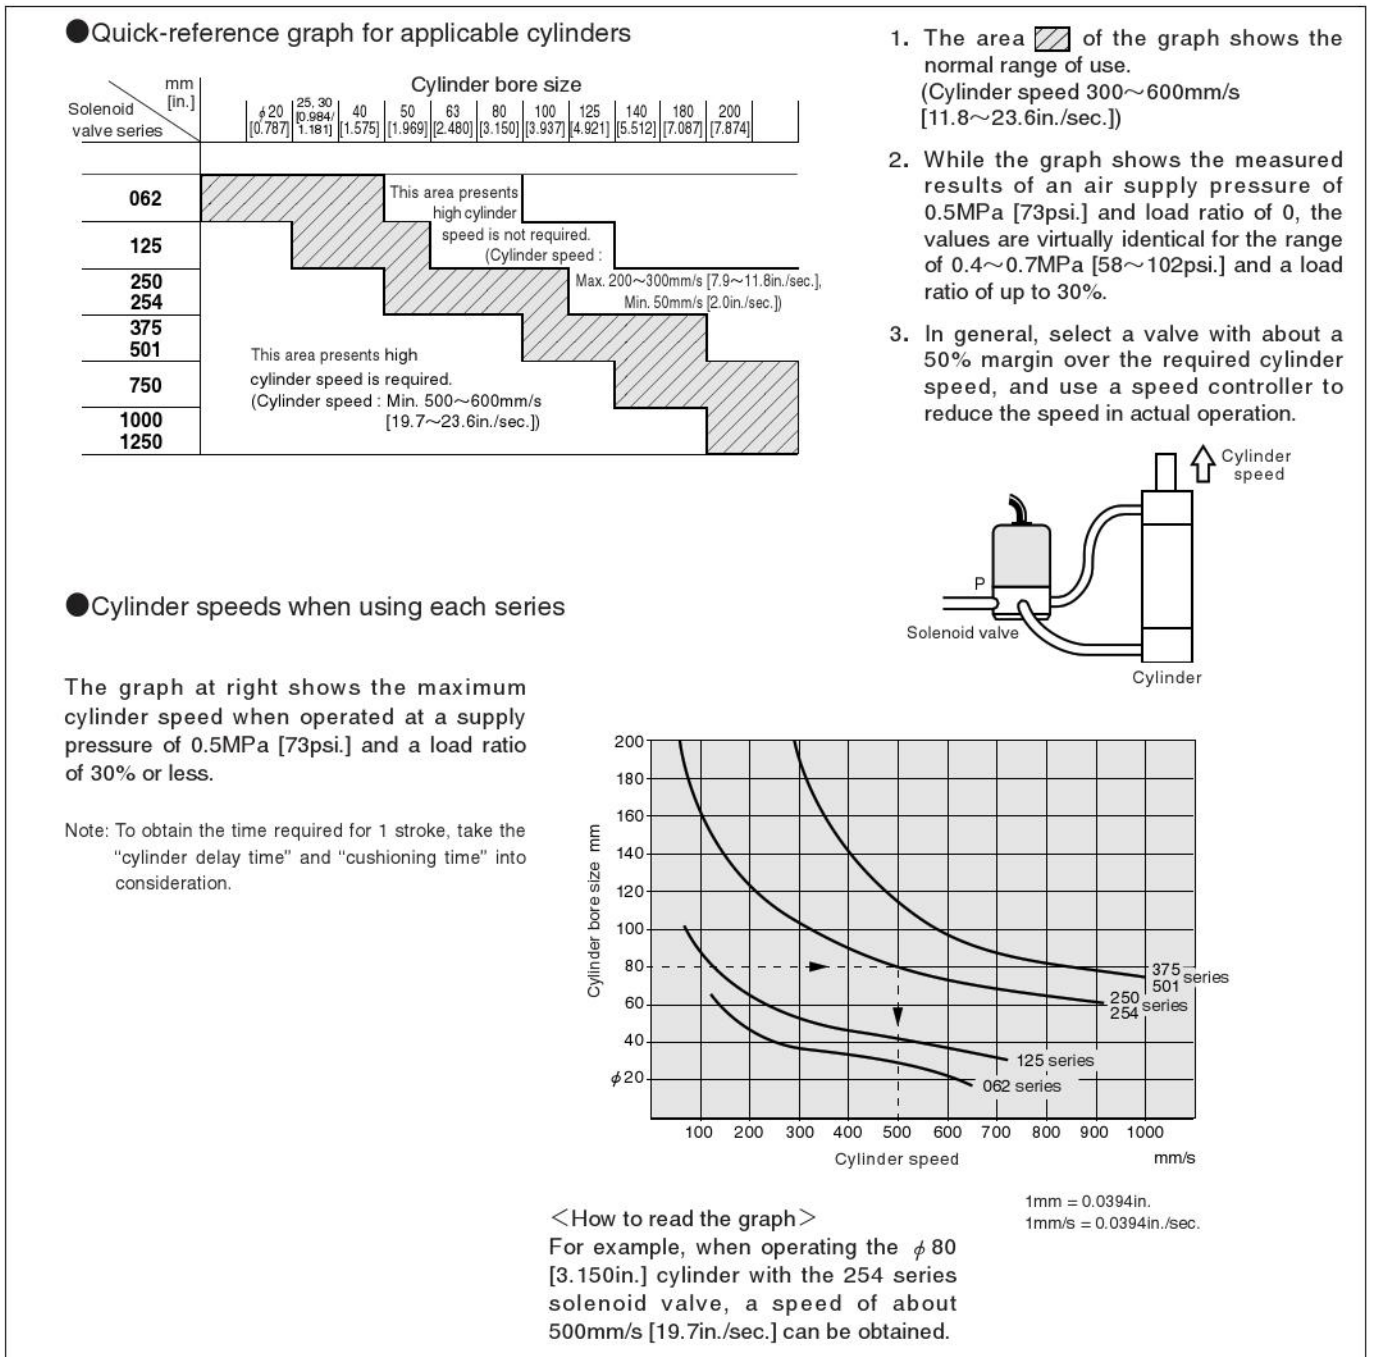 ●Quick-reference graph for applicable cylinders
mm
[in.]
Cylinder bore size
Solenoid
valve series
φ20
[0.787]
25, 30
[0.984/
1.181]
40
[1.575]
50
[1.969]
63
[2.480]
80
[3.150]
100
[3.937]
125
[4.921]
140
[5.512]
180
[7.087]
200
[7.874]
062
125
250
254
375
501
750
1000
1250
This area presents
high cylinder
speed is not required.
(Cylinder speed :
Max. 200～300mm/s [7.9～11.8in./sec.],
Min. 50mm/s [2.0in./sec.])
This area presents high
cylinder speed is required.
(Cylinder speed : Min. 500～600mm/s
[19.7～23.6in./sec.])
1. The area of the graph shows the
normal range of use.
(Cylinder speed 300～600mm/s
[11.8～23.6in./sec.])
2. While the graph shows the measured
results of an air supply pressure of
0.5MPa [73psi.] and load ratio of 0, the
values are virtually identical for the range
of 0.4～0.7MPa [58～102psi.] and a load
ratio of up to 30%.
3. In general, select a valve with about a
50% margin over the required cylinder
speed, and use a speed controller to
reduce the speed in actual operation.
Cylinder
speed
P
Solenoid valve
Cylinder
●Cylinder speeds when using each series
The graph at right shows the maximum
cylinder speed when operated at a supply
pressure of 0.5MPa [73psi.] and a load ratio
of 30% or less.
Note: To obtain the time required for 1 stroke, take the
“cylinder delay time” and “cushioning time” into
consideration.
Cylinder bore size mm
200
180
160
140
120
100
80
60
40
φ20
375
501 series
250
254 series
125 series
062 series
100 200 300 400 500 600 700 800 900 1000
Cylinder speed mm/s
1mm = 0.0394in.
1mm/s = 0.0394in./sec.
＜How to read the graph＞
For example, when operating the φ80
[3.150in.] cylinder with the 254 series
solenoid valve, a speed of about
500mm/s [19.7in./sec.] can be obtained.